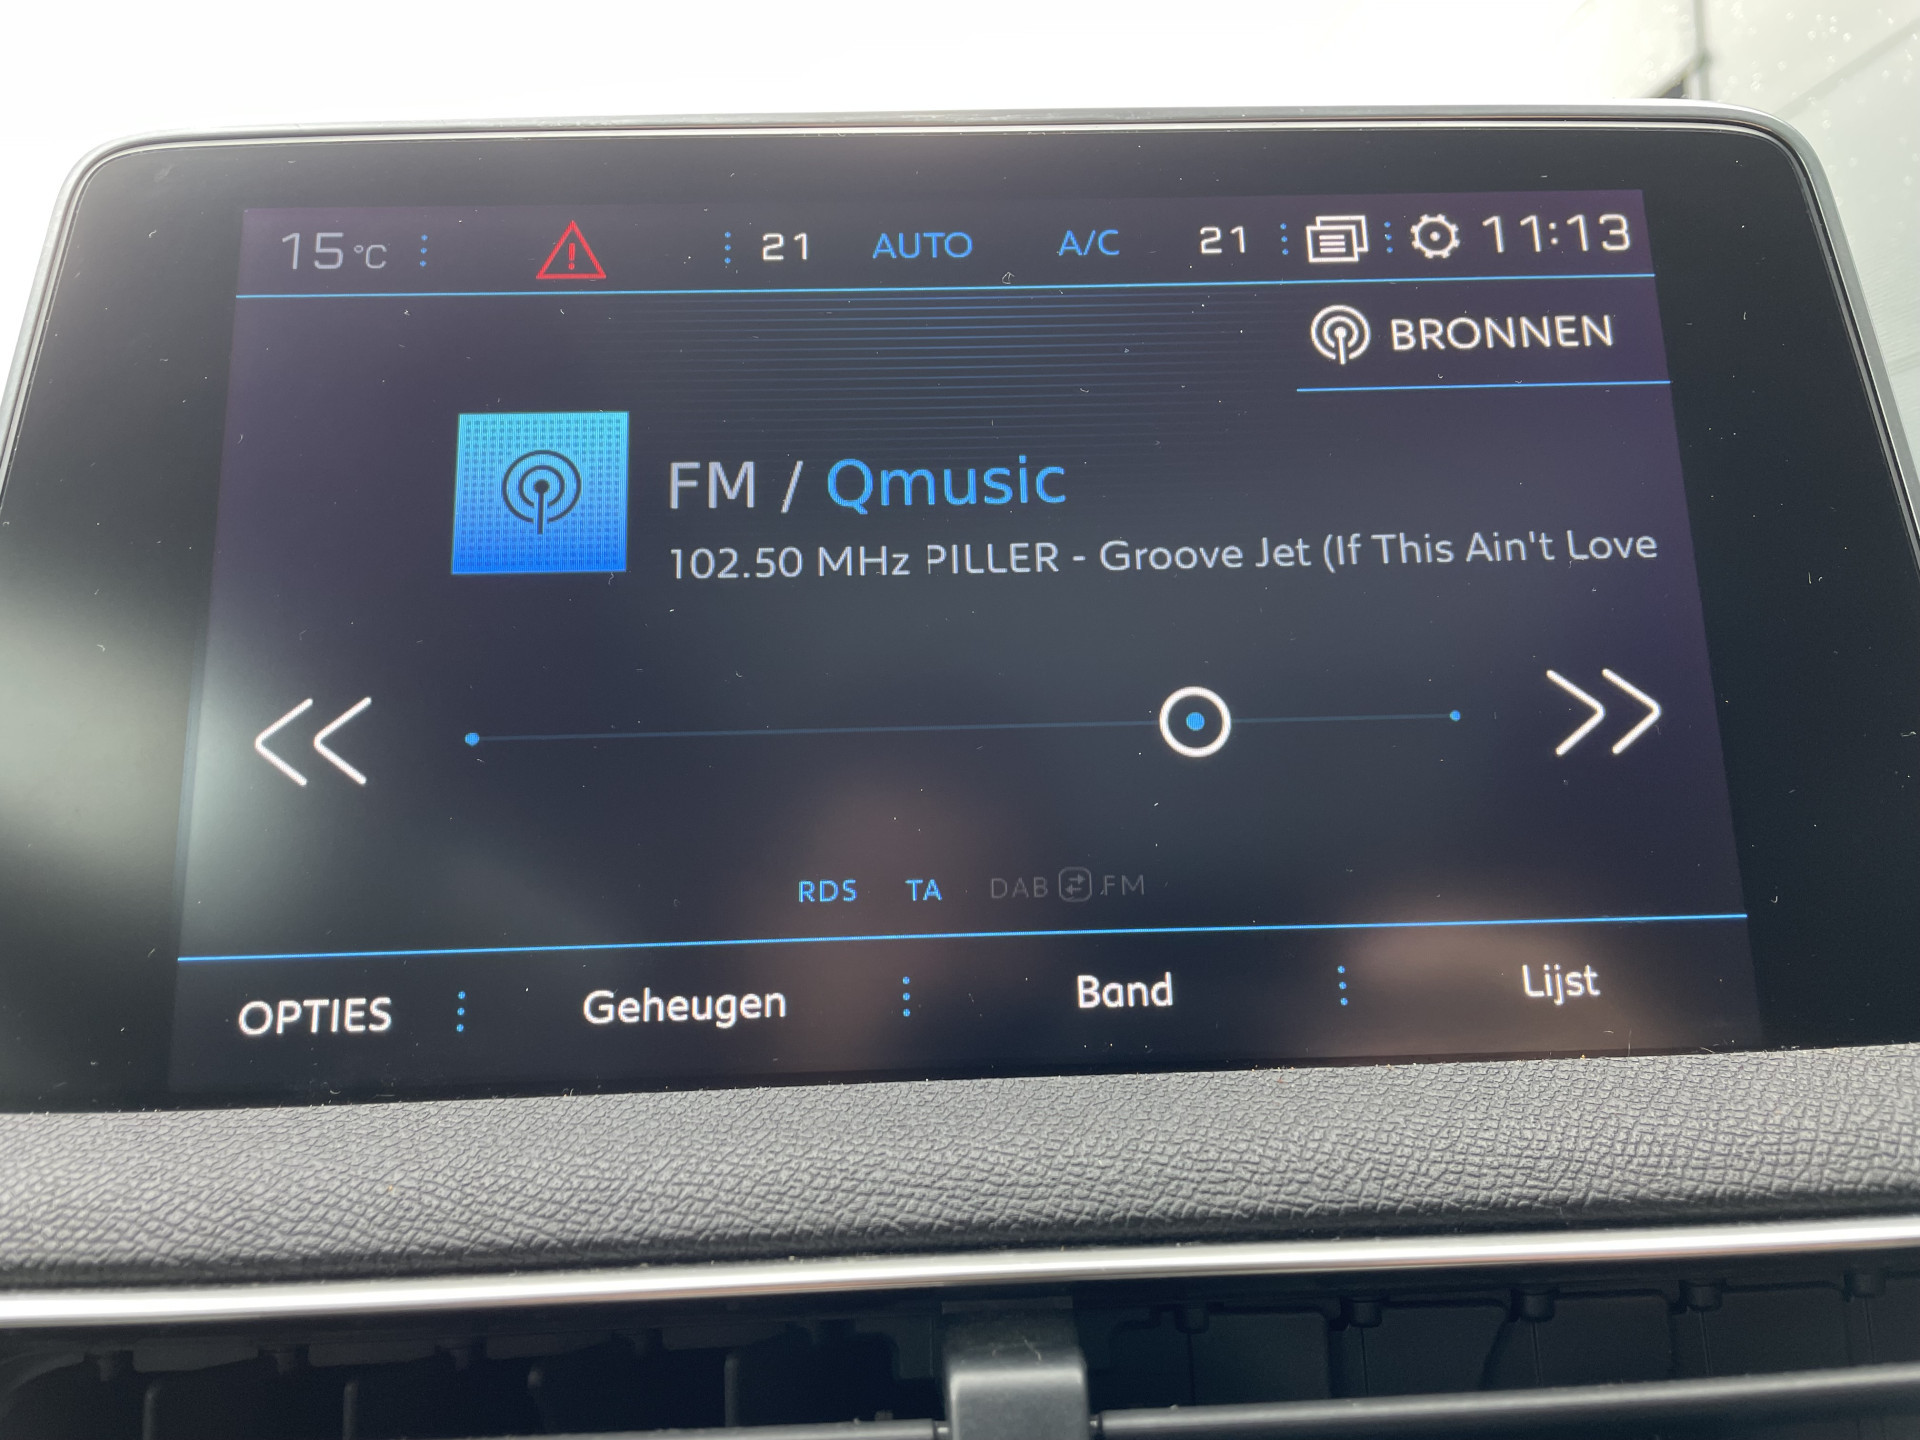 15 °C 21 AUTO A/C 21 11:13
BRONNEN
FM / Qmusic
102.50 MHz PILLER - Groove Jet (If This Ain't Love
RDS TA DAB FM
OPTIES Geheugen Band Lijst